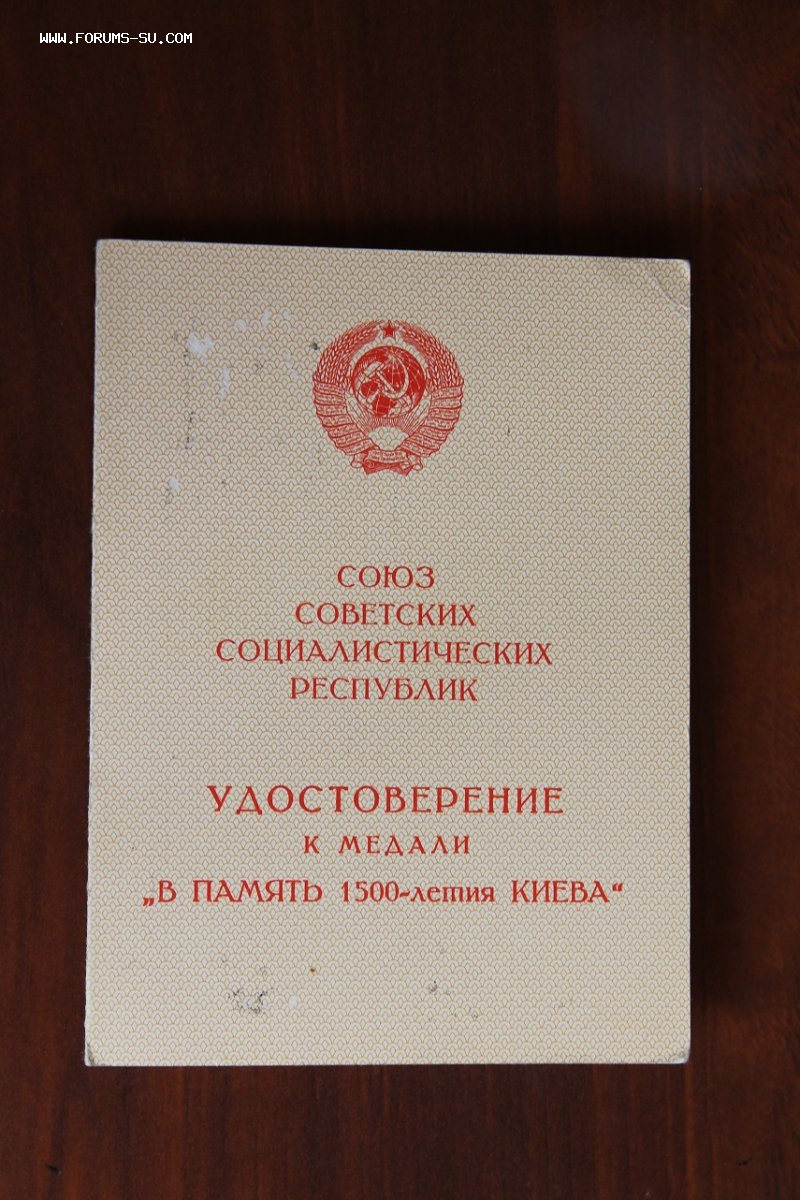 WWW.FORUMS-SU.COM
СОЮЗ
СОВЕТСКИХ
СОЦИАЛИСТИЧЕСКИХ
РЕСПУБЛИК
УДОСТОВЕРЕНИЕ
К МЕДАЛИ
„В ПАМЯТЬ 1500-летия КИЕВА“